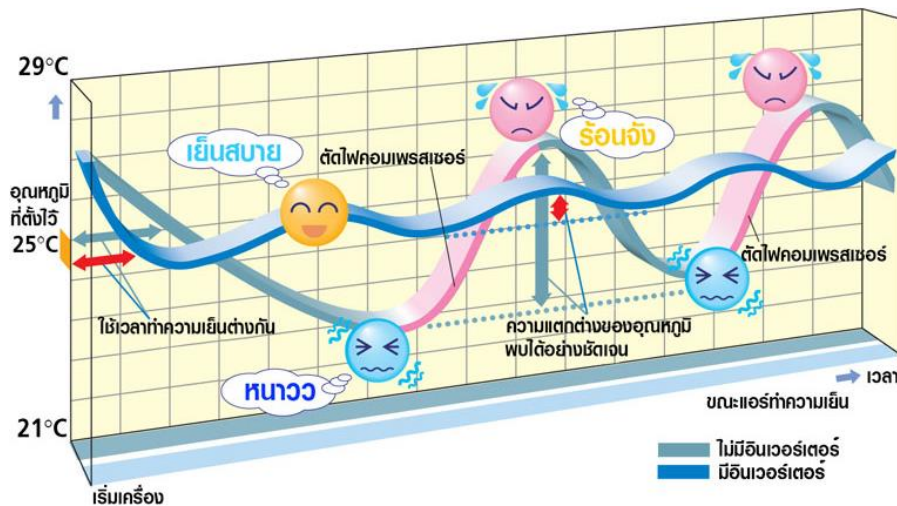 29°C
เย็นสบาย
ร้อนจัง
ตัดไฟคอมเพรสเซอร์
อุณหภูมิ
ที่ตั้งไว้
25°C
ตัดไฟคอมเพรสเซอร์
ใช้เวลาทำความเย็นต่างกัน
ความแตกต่างของอุณหภูมิ
พบได้อย่างชัดเจน
หนาวว
เวลา
ขณะแอร์ทำความเย็น
21°C
ไม่มีอินเวอร์เตอร์
มีอินเวอร์เตอร์
เริ่มเครื่อง